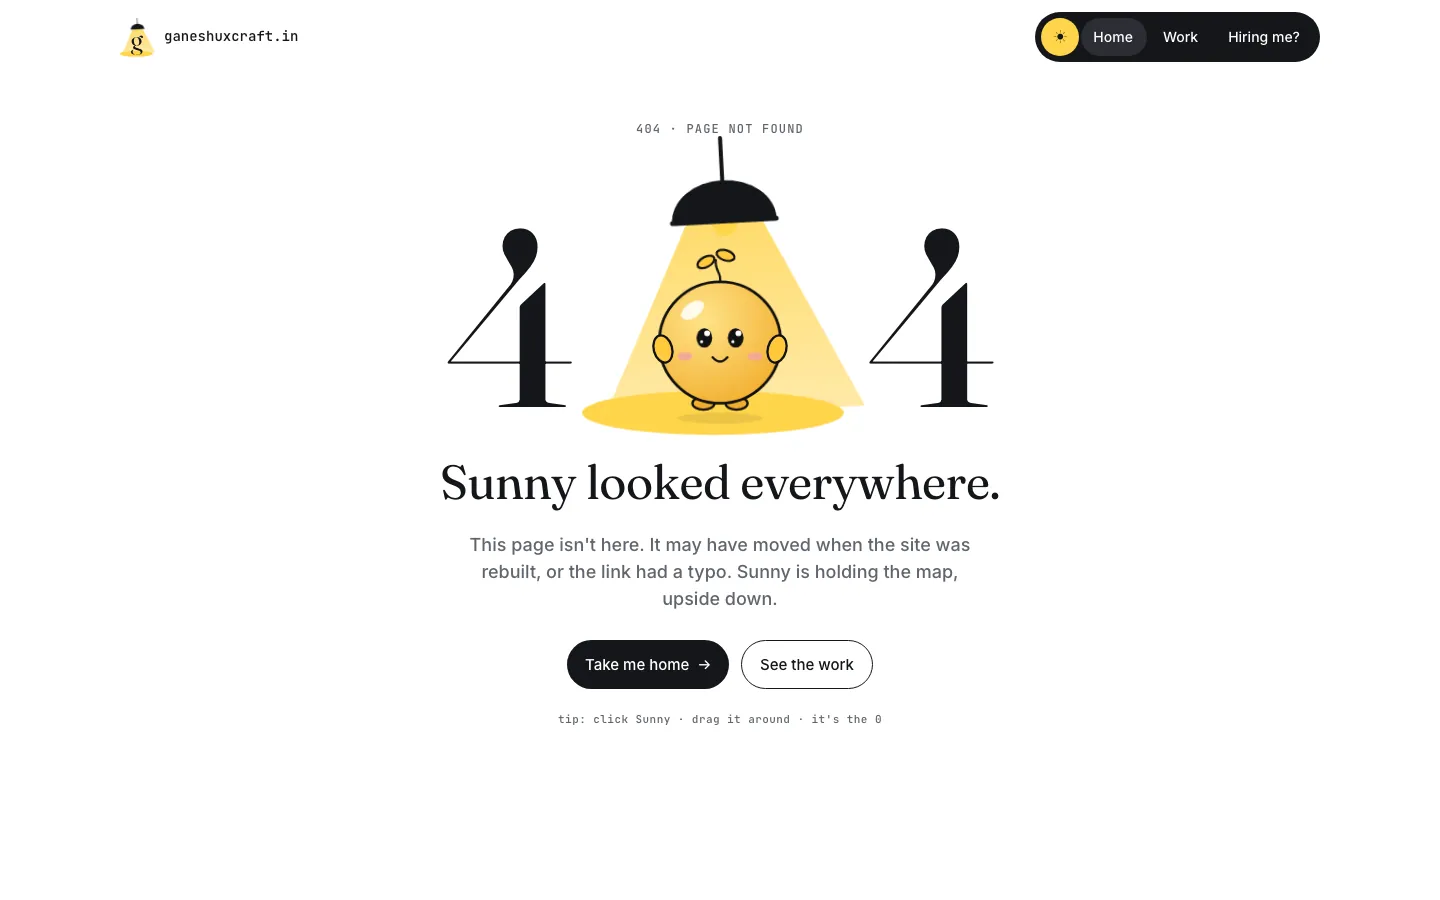 g
ganeshuxcraft.in
Home
Work
Hiring me?
404 · PAGE NOT FOUND
4 4
Sunny looked everywhere.
This page isn't here. It may have moved when the site was
rebuilt, or the link had a typo. Sunny is holding the map,
upside down.
Take me home →
See the work
tip: click Sunny · drag it around · it's the 0